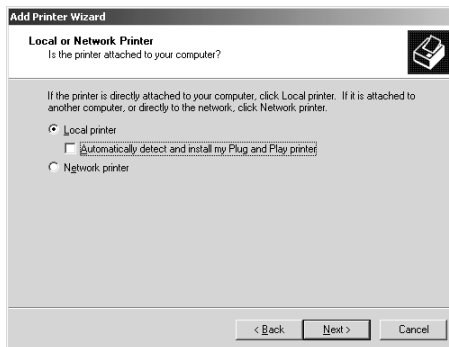 Add Printer Wizard
Local or Network Printer
Is the printer attached to your computer?
If the printer is directly attached to your computer, click Local printer. If it is attached to
another computer, or directly to the network, click Network printer.
Local printer
Automatically detect and install my Plug and Play printer
Network printer
< Back
Next >
Cancel